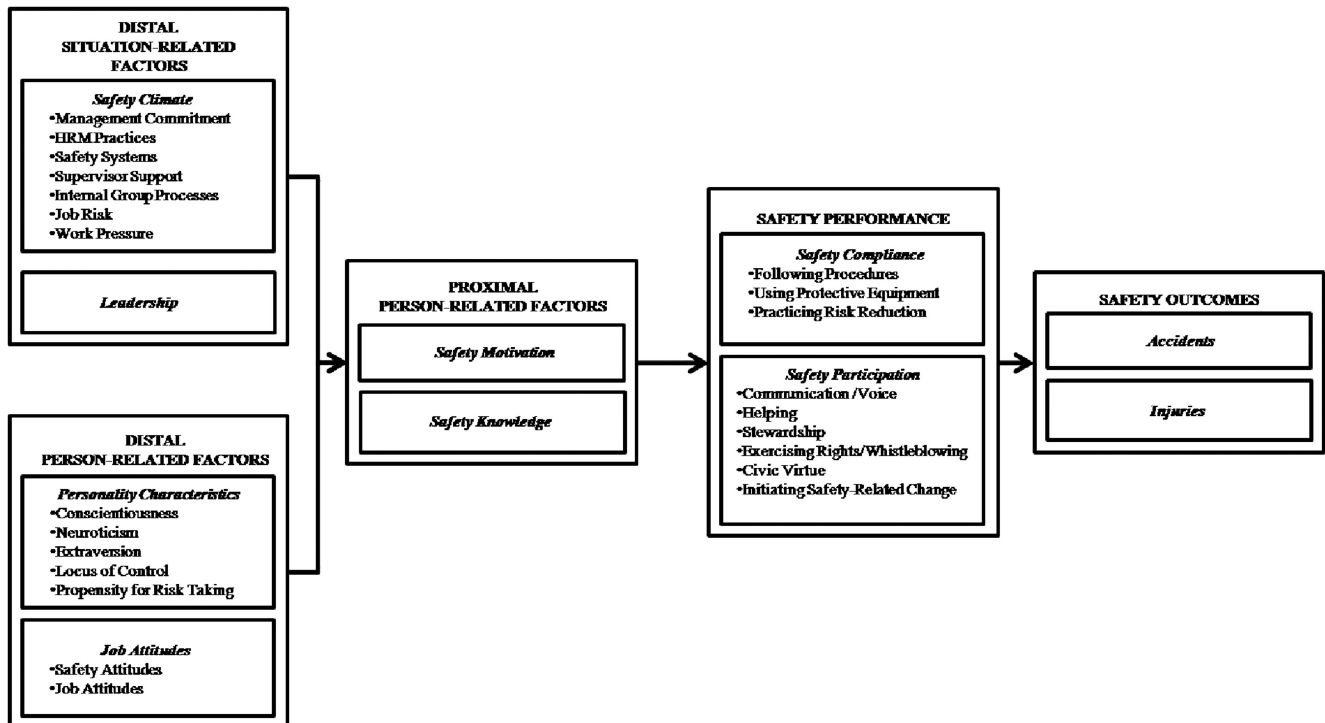 DISTAL
SITUATION-RELATED
FACTORS
Safety Climate
•Management Commitment
•HRM Practices
•Safety Systems
•Supervisor Support
•Internal Group Processes
•Job Risk
•Work Pressure
Leadership
DISTAL
PERSON-RELATED FACTORS
Personality Characteristics
•Conscientiousness
•Neuroticism
•Extraversion
•Locus of Control
•Propensity for Risk Taking
Job Attitudes
•Safety Attitudes
•Job Attitudes
PROXIMAL
PERSON-RELATED FACTORS
Safety Motivation
Safety Knowledge
SAFETY PERFORMANCE
Safety Compliance
•Following Procedures
•Using Protective Equipment
•Practicing Risk Reduction
Safety Participation
•Communication /Voice
•Helping
•Stewardship
•Exercising Rights/Whistleblowing
•Civic Virtue
•Initiating Safety-Related Change
SAFETY OUTCOMES
Accidents
Injuries